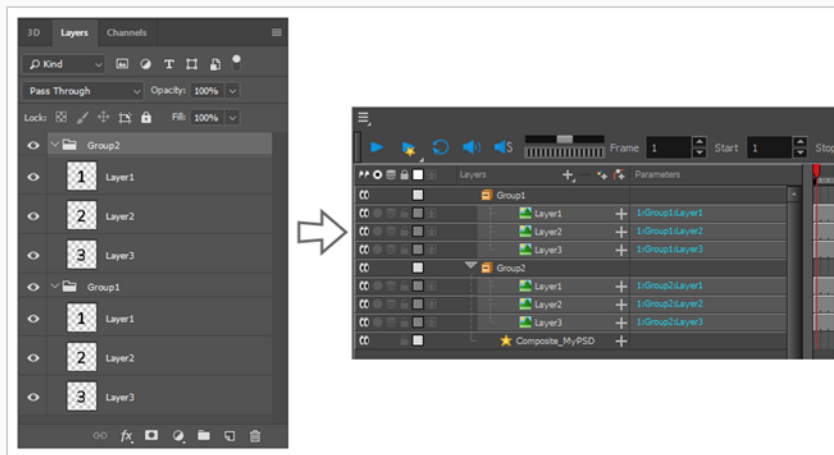 3D Layers Channels
Kind
Pass Through Opacity: 100%
Lock: Fill: 100%
Group2
1 Layer1
2 Layer2
3 Layer3
Group1
1 Layer1
2 Layer2
3 Layer3
fx
S Frame 1 Start 1 Stop
Layers Parameters
Group1
Layer1 1:Group1:Layer1
Layer2 1:Group1:Layer2
Layer3 1:Group1:Layer3
Group2
Layer1 1:Group2:Layer1
Layer2 1:Group2:Layer2
Layer3 1:Group2:Layer3
Composite_MyPSD